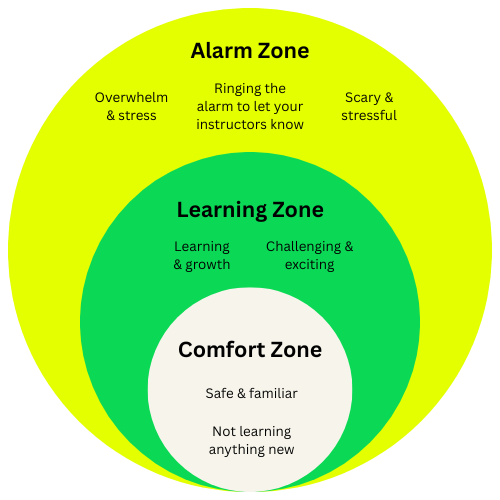 Alarm Zone
Overwhelm
& stress
Ringing the
alarm to let your
instructors know
Scary &
stressful
Learning Zone
Learning
& growth
Challenging &
exciting
Comfort Zone
Safe & familiar
Not learning
anything new